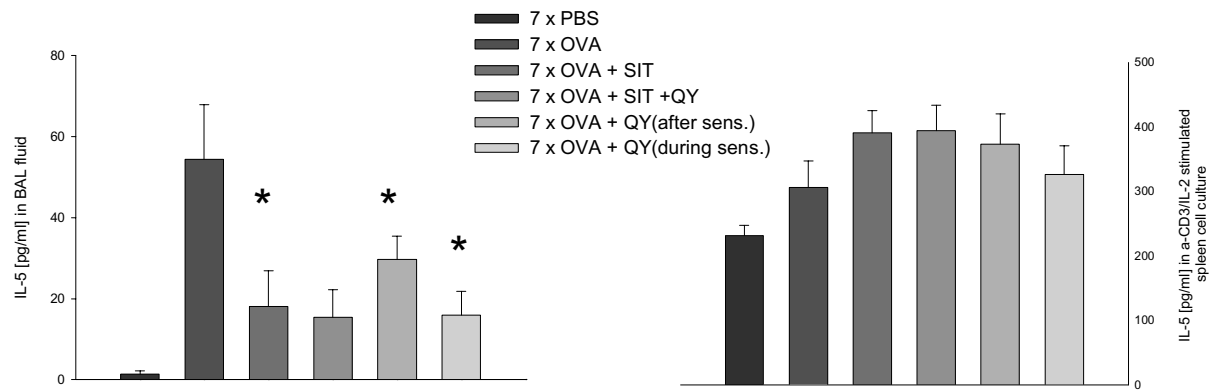 7 x PBS
7 x OVA
7 x OVA + SIT
7 x OVA + SIT +QY
7 x OVA + QY(after sens.)
7 x OVA + QY(during sens.)
IL-5 [pg/ml] in BAL fluid
80
60
40
20
0
*
*
*
500
400
300
200
100
0
IL-5 [pg/ml] in a-CD3/IL-2 stimulated
spleen cell culture